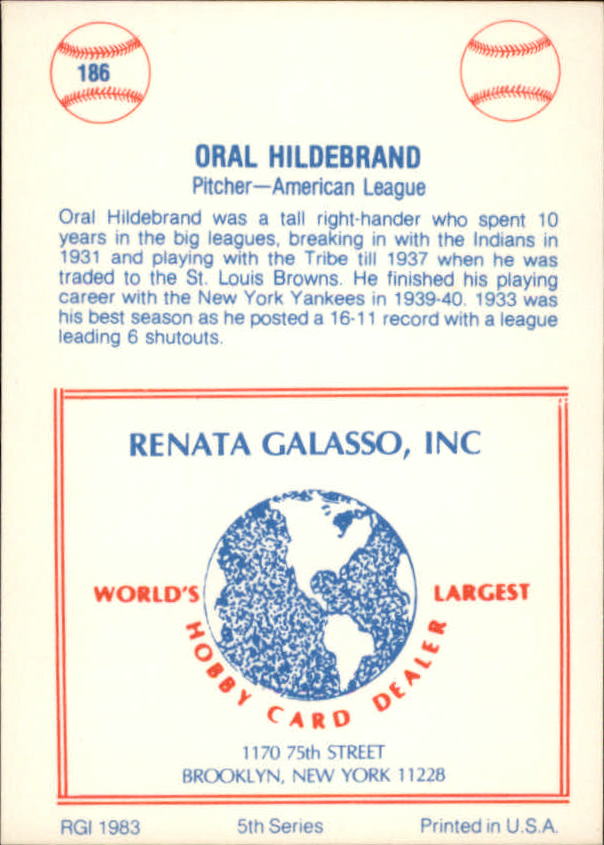 186
ORAL HILDEBRAND
Pitcher—American League
Oral Hildebrand was a tall right-hander who spent 10
years in the big leagues, breaking in with the Indians in
1931 and playing with the Tribe till 1937 when he was
traded to the St. Louis Browns. He finished his playing
career with the New York Yankees in 1939-40. 1933 was
his best season as he posted a 16-11 record with a league
leading 6 shutouts.
RENATA GALASSO, INC
WORLD'S LARGEST
HOBBY CARD DEALER
1170 75th STREET
BROOKLYN, NEW YORK 11228
RGI 1983 5th Series Printed in U.S.A.